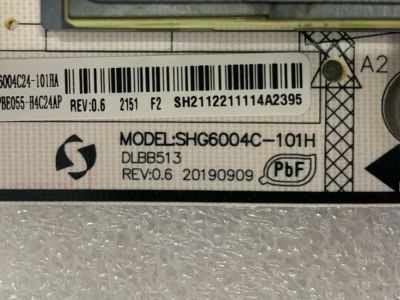 6004C24-101HA
PBE055-H4C24AP REV:0.6 2151 F2 SH2112211114A2395
A2
MODEL:SHG6004C-101H
DLBB513
REV:0.6 20190909 PbF